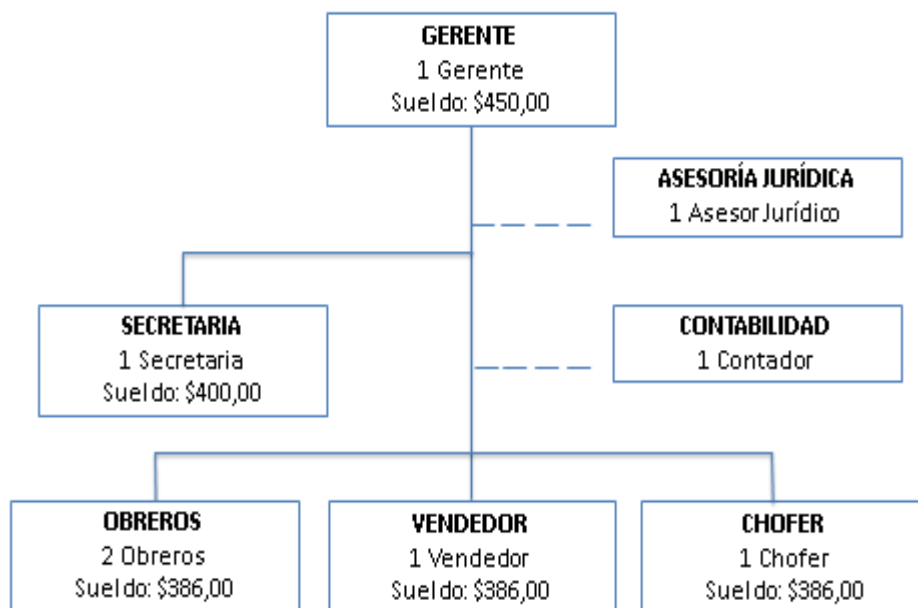 GERENTE
1 Gerente
Sueldo: $450,00
ASESORÍA JURÍDICA
1 Asesor Jurídico
SECRETARIA
1 Secretaria
Sueldo: $400,00
CONTABILIDAD
1 Contador
OBREROS
2 Obreros
Sueldo: $386,00
VENDEDOR
1 Vendedor
Sueldo: $386,00
CHOFER
1 Chofer
Sueldo: $386,00